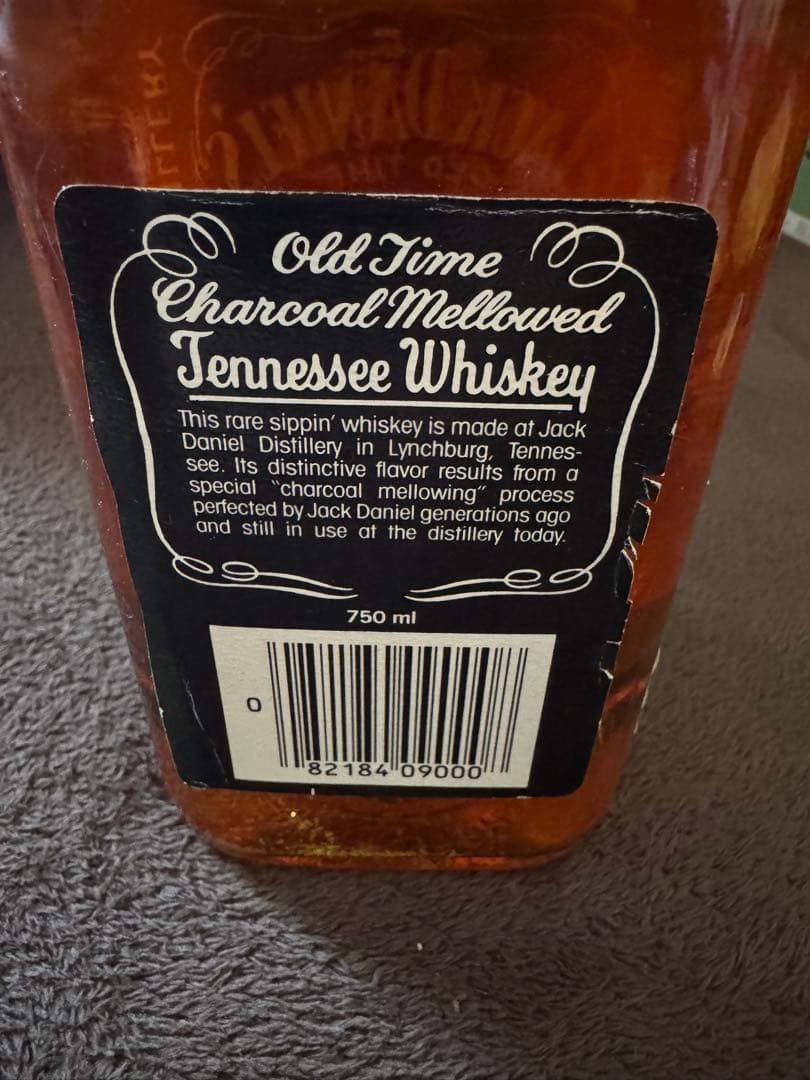 Old Time
Charcoal Mellowed
Tennessee Whiskey
This rare sippin' whiskey is made at Jack
Daniel Distillery in Lynchburg, Tennes-
see. Its distinctive flavor results from a
special "charcoal mellowing" process
perfected by Jack Daniel generations ago
and still in use at the distillery today.
750 ml
0
82184 09000